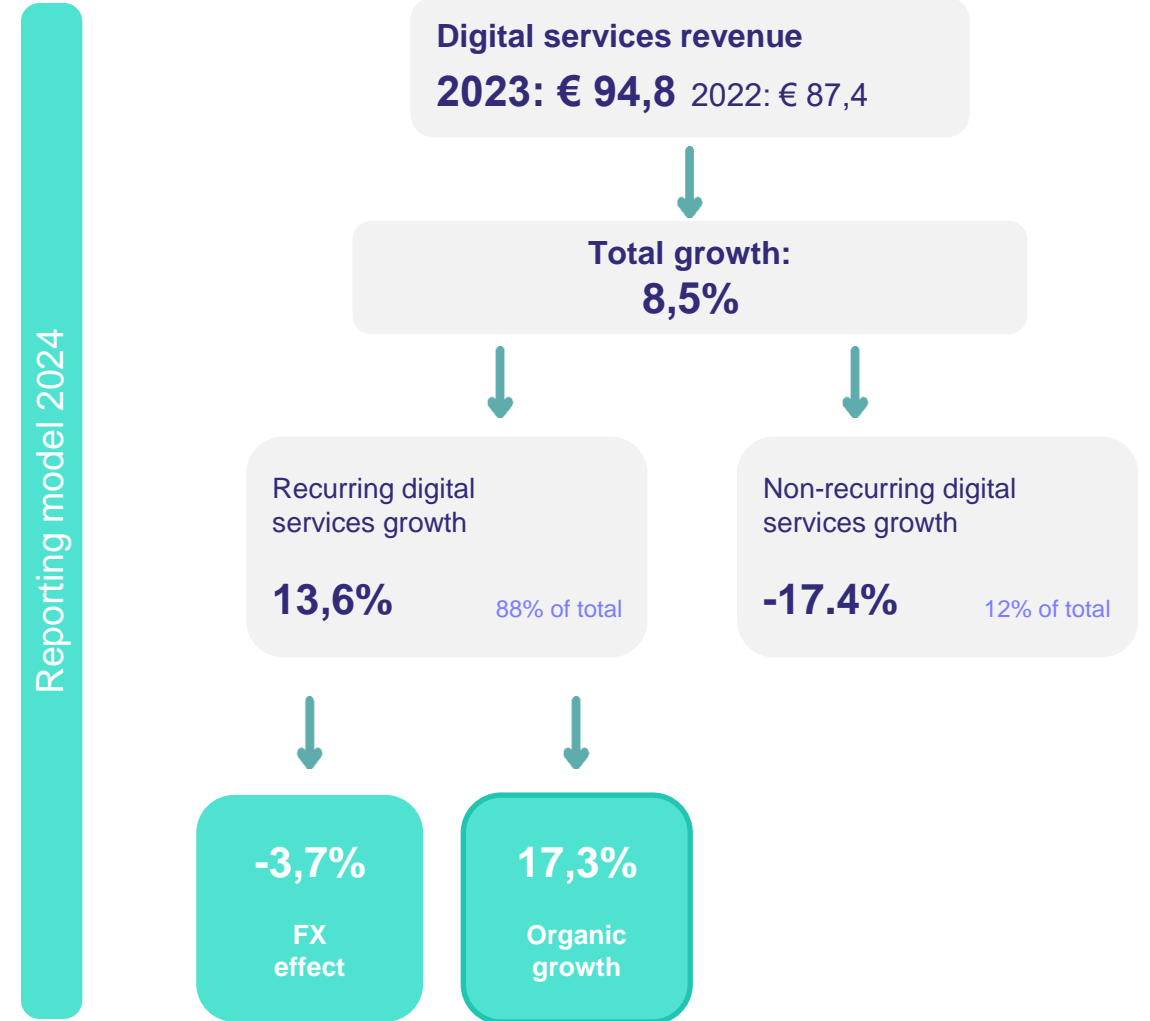 Reporting model 2024
Digital services revenue
2023: € 94,8 2022: € 87,4
Total growth:
8,5%
Recurring digital
services growth
13,6% 88% of total
Non-recurring digital
services growth
-17.4% 12% of total
-3,7%
FX
effect
17,3%
Organic
growth